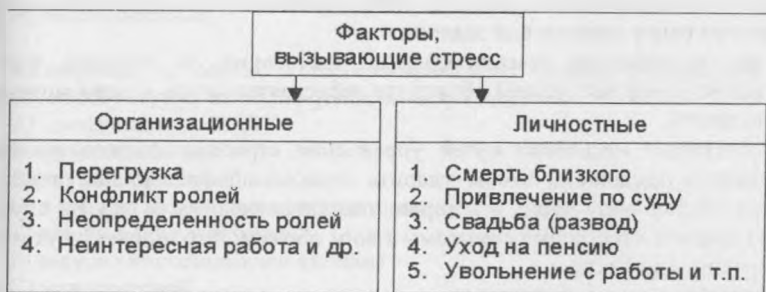 Факторы,
вызывающие стресс
Организационные
1. Перегрузка
2. Конфликт ролей
3. Неопределенность ролей
4. Неинтересная работа и др.
Личностные
1. Смерть близкого
2. Привлечение по суду
3. Свадьба (развод)
4. Уход на пенсию
5. Увольнение с работы и т.п.